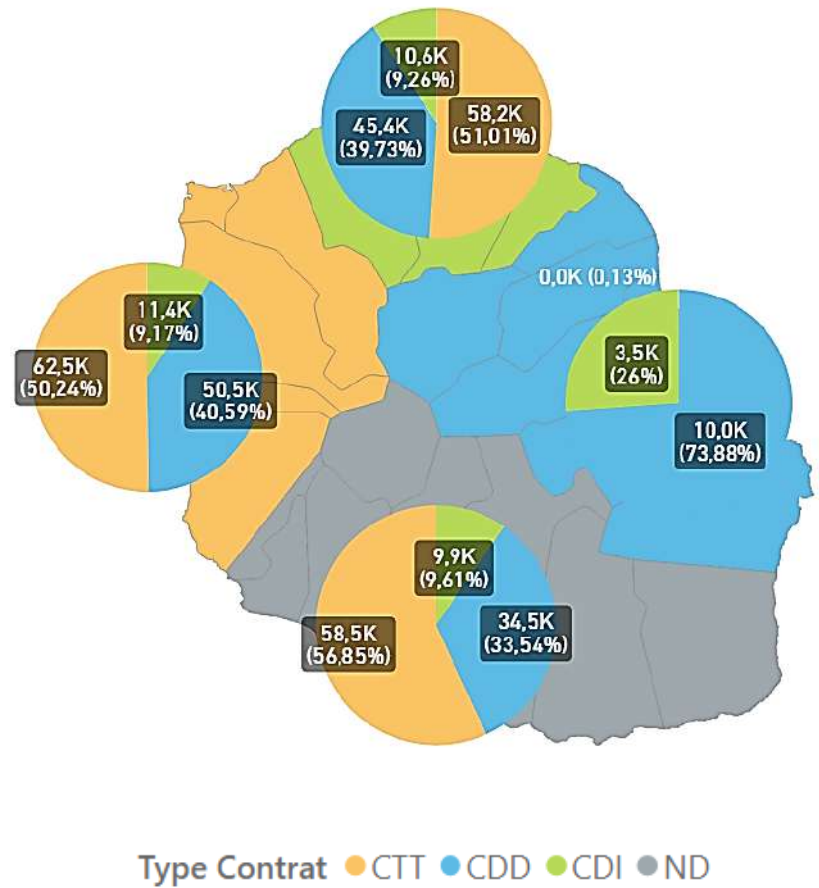 10,6K
(9,26%)
58,2K
(51,01%)
45,4K
(39,73%)
0,0K (0,13%)
11,4K
(9,17%)
62,5K
(50,24%)
50,5K
(40,59%)
3,5K
(26%)
10,0K
(73,88%)
9,9K
(9,61%)
58,5K
(56,85%)
34,5K
(33,54%)
Type Contrat CTT CDD CDI ND